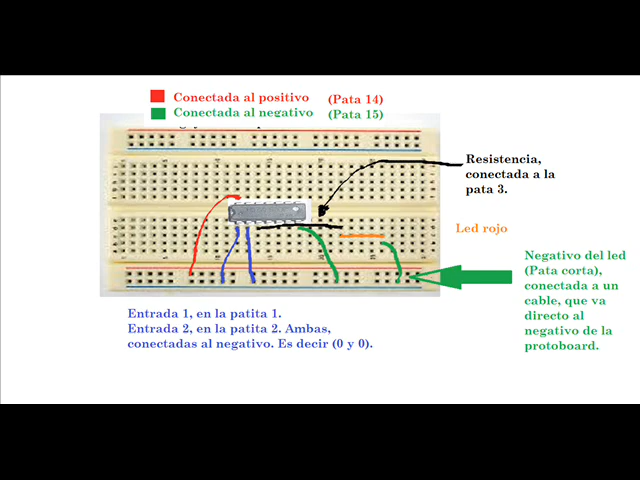 Conectada al positivo (Pata 14)
Conectada al negativo (Pata 15)
Resistencia,
conectada a la
pata 3.
Led rojo
Negativo del led
(Pata corta),
conectada a un
cable, que va
directo al
negativo de la
protoboard.
Entrada 1, en la patita 1.
Entrada 2, en la patita 2. Ambas,
conectadas al negativo. Es decir (0 y 0).